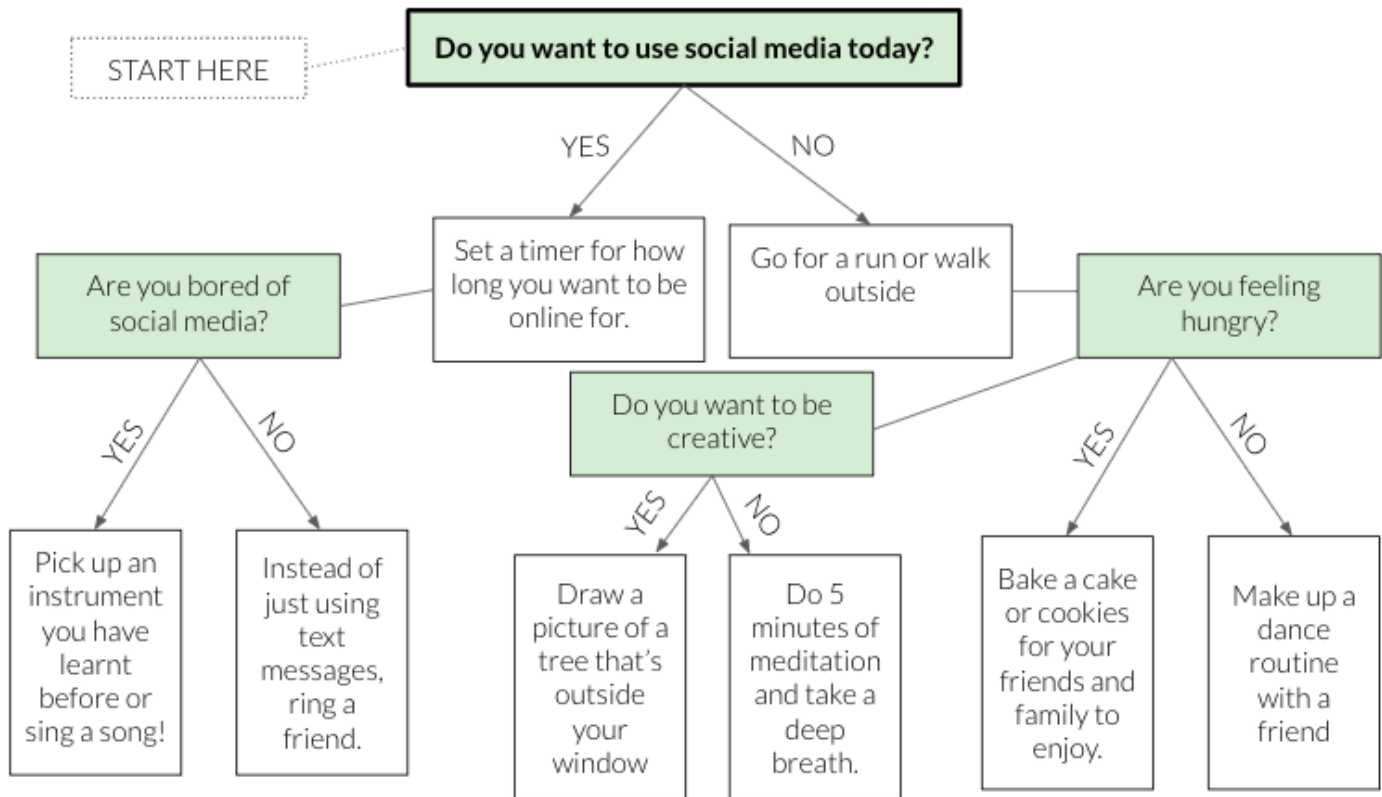 Do you want to use social media today?
START HERE
YES
NO
Set a timer for how
long you want to be
online for.
Go for a run or walk
outside
Are you bored of
social media?
Are you feeling
hungry?
Do you want to be
creative?
YES
NO
YES
NO
YES
NO
Pick up an
instrument
you have
learnt
before or
sing a song!
Instead of
just using
text
messages,
ring a
friend.
Draw a
picture of a
tree that's
outside
your
window
Do 5
minutes of
meditation
and take a
deep
breath.
Bake a cake
or cookies
for your
friends and
family to
enjoy.
Make up a
dance
routine
with a
friend